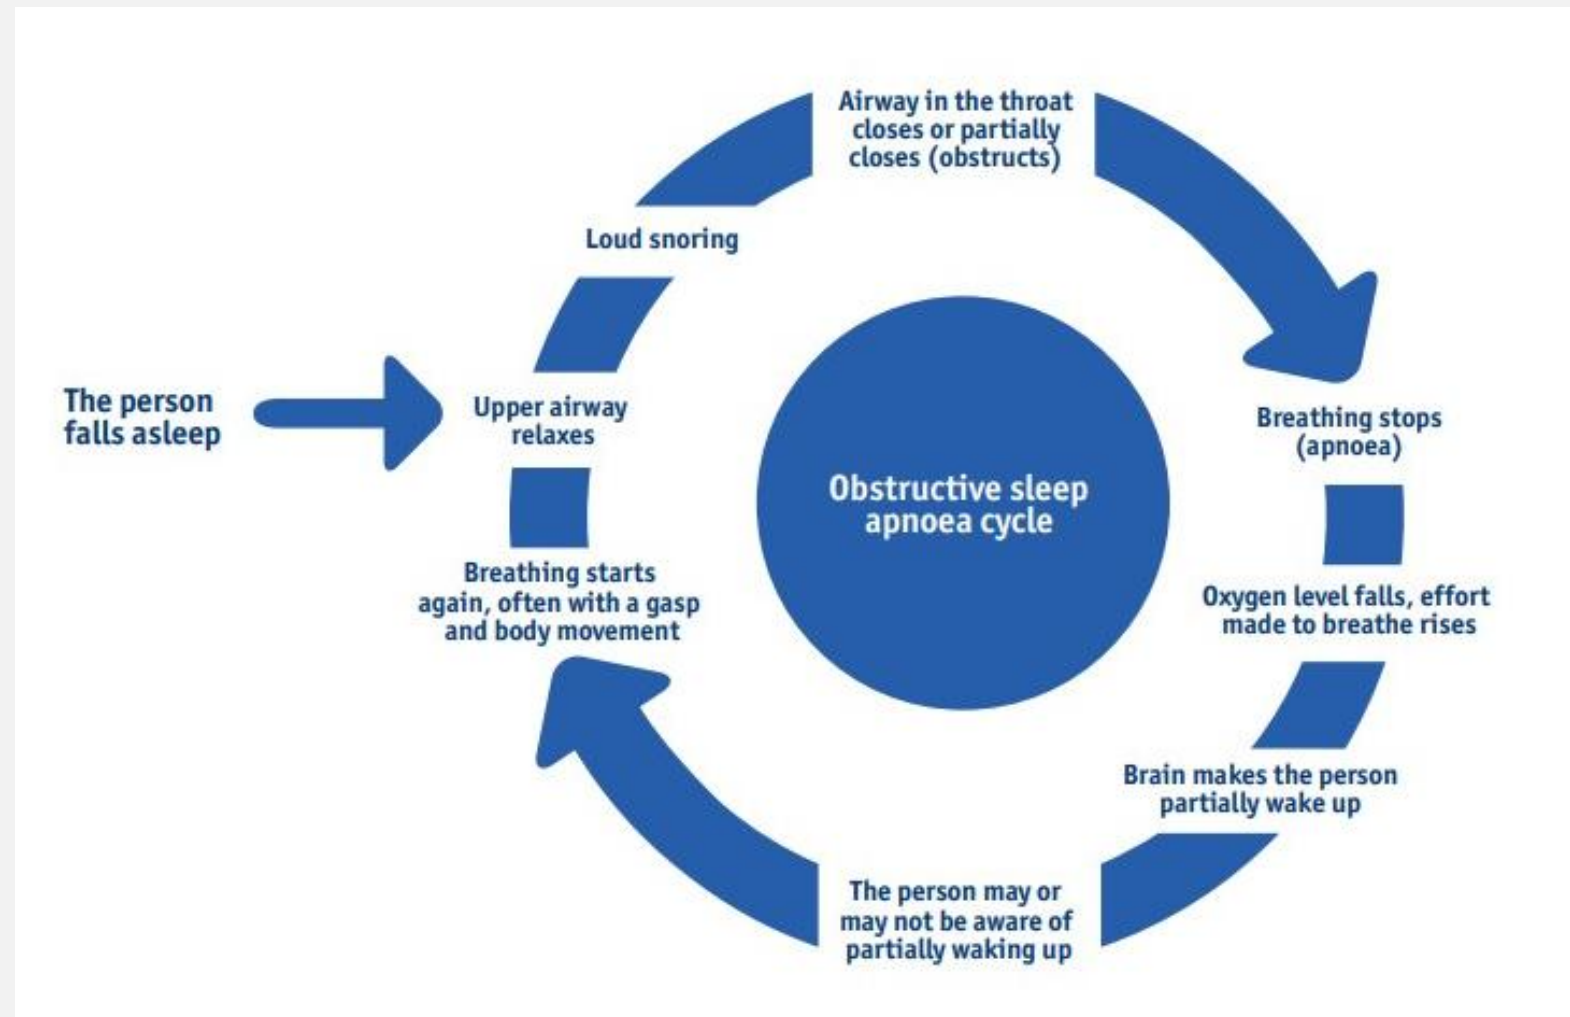 The person
falls asleep
Upper airway
relaxes
Loud snoring
Airway in the throat
closes or partially
closes (obstructs)
Breathing stops
(apnoea)
Oxygen level falls, effort
made to breathe rises
Brain makes the person
partially wake up
The person may or
may not be aware of
partially waking up
Breathing starts
again, often with a gasp
and body movement
Obstructive sleep
apnoea cycle